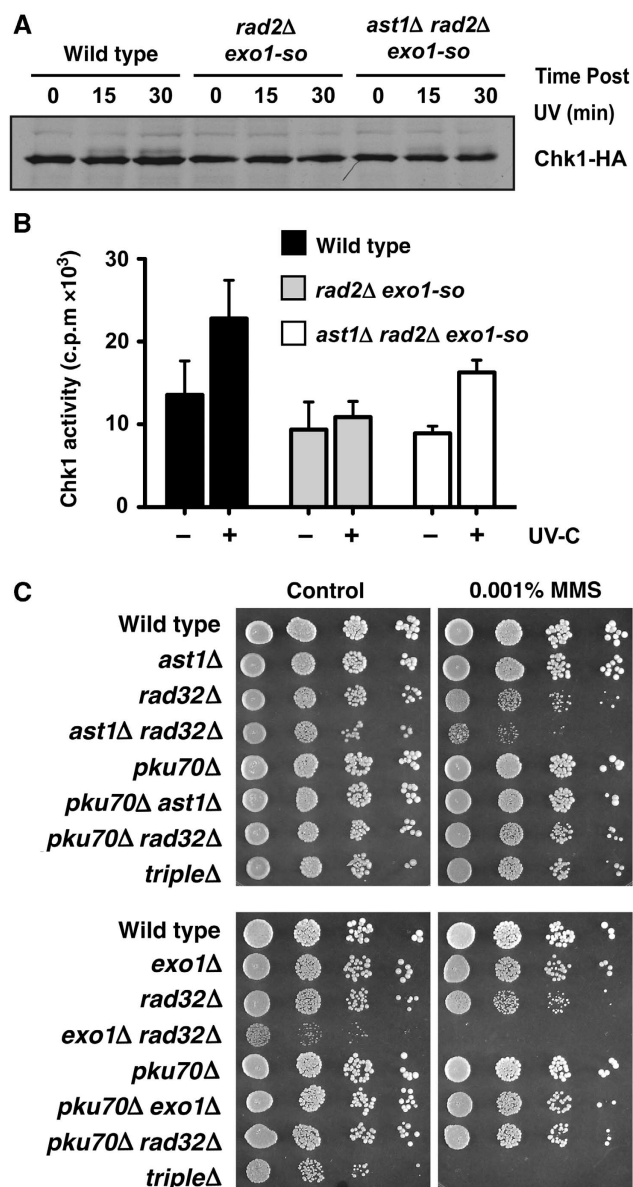 A
Wild type
rad2Δ
exo1-so
ast1Δ rad2Δ
exo1-so
Time Post
UV (min)
0 15 30 0 15 30 0 15 30
Chk1-HA
B
Chk1 activity (c.p.m ×10³)
30
20
10
0
Wild type
rad2Δ exo1-so
ast1Δ rad2Δ exo1-so
– + – + – + UV-C
C
Control 0.001% MMS
Wild type
ast1Δ
rad32Δ
ast1Δ rad32Δ
pku70Δ
pku70Δ ast1Δ
pku70Δ rad32Δ
tripleΔ
Wild type
exo1Δ
rad32Δ
exo1Δ rad32Δ
pku70Δ
pku70Δ exo1Δ
pku70Δ rad32Δ
tripleΔ